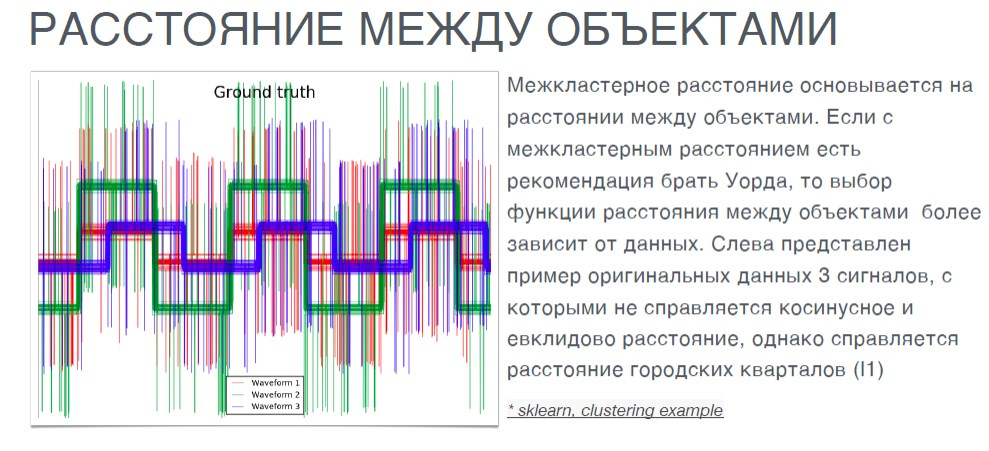 РАССТОЯНИЕ МЕЖДУ ОБЪЕКТАМИ
Ground truth
Waveform 1
Waveform 2
Waveform 3
Межкластерное расстояние основывается на
расстоянии между объектами. Если с
межкластерным расстоянием есть
рекомендация брать Уорда, то выбор
функции расстояния между объектами более
зависит от данных. Слева представлен
пример оригинальных данных 3 сигналов, с
которыми не справляется косинусное и
евклидово расстояние, однако справляется
расстояние городских кварталов (l1)
* sklearn, clustering example